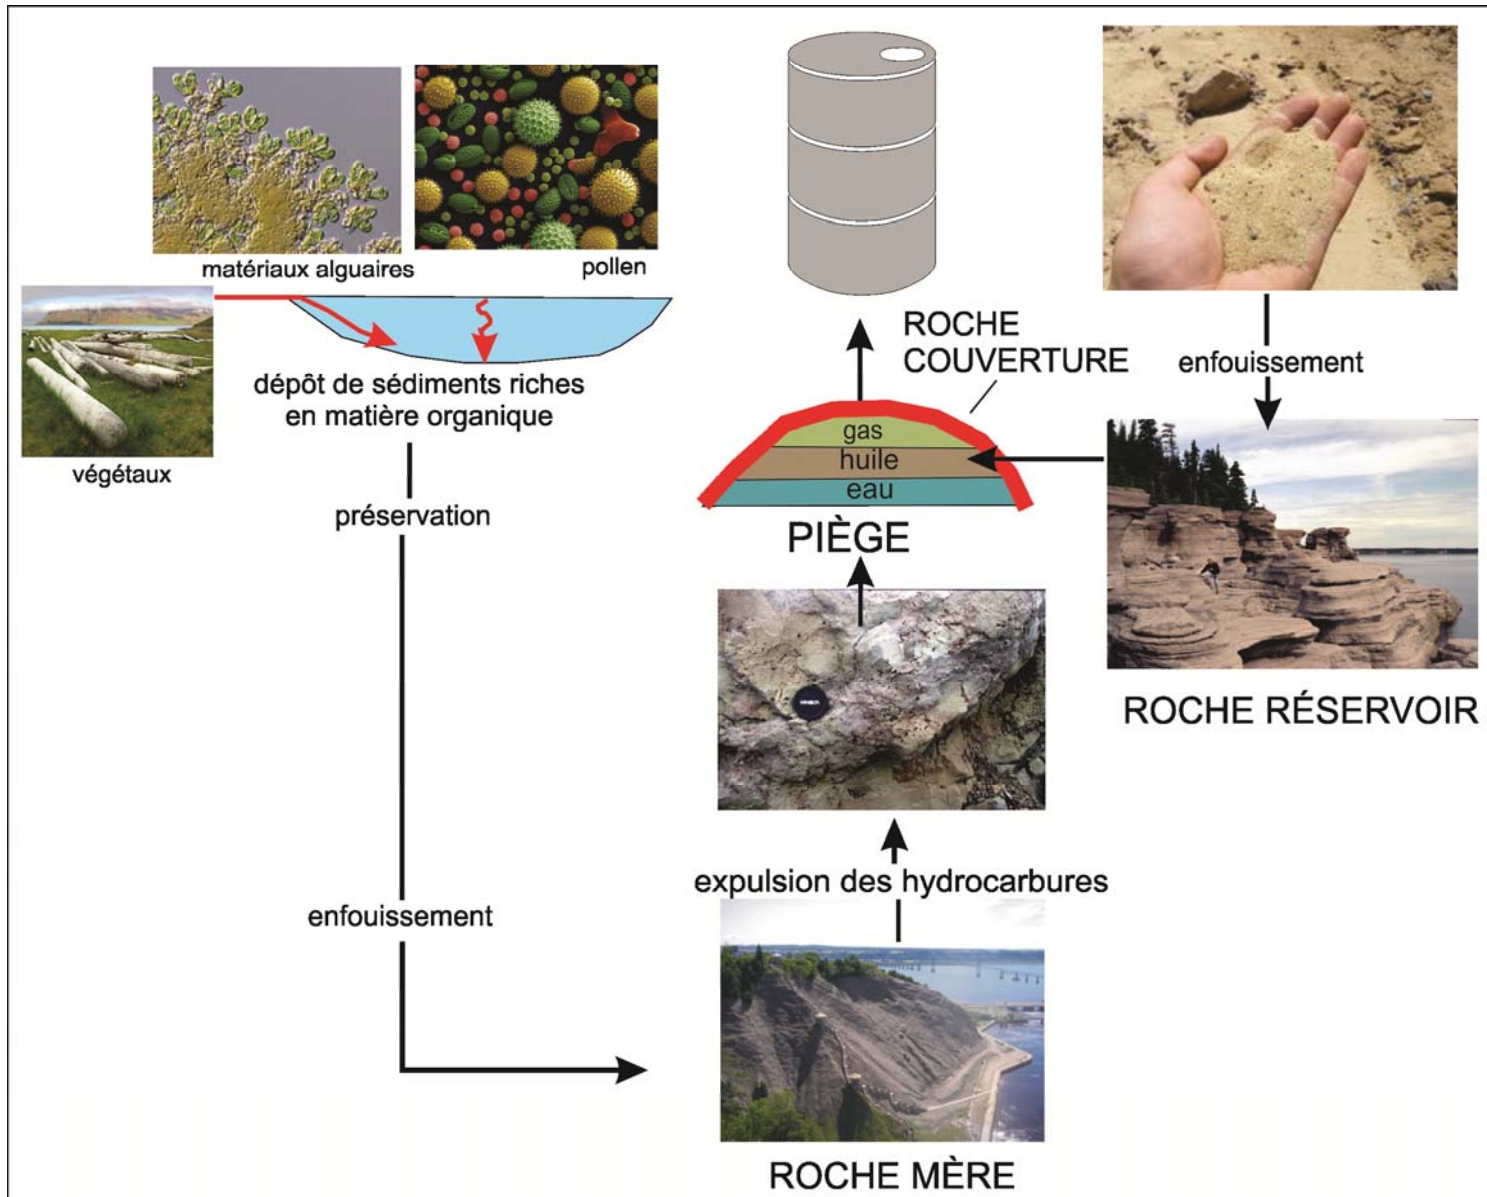 matériaux alguaires
pollen
végétaux
dépôt de sédiments riches
en matière organique
préservation
enfouissement
ROCHE
COUVERTURE
gas
huile
eau
PIÈGE
expulsion des hydrocarbures
ROCHE MÈRE
enfouissement
ROCHE RÉSERVOIR